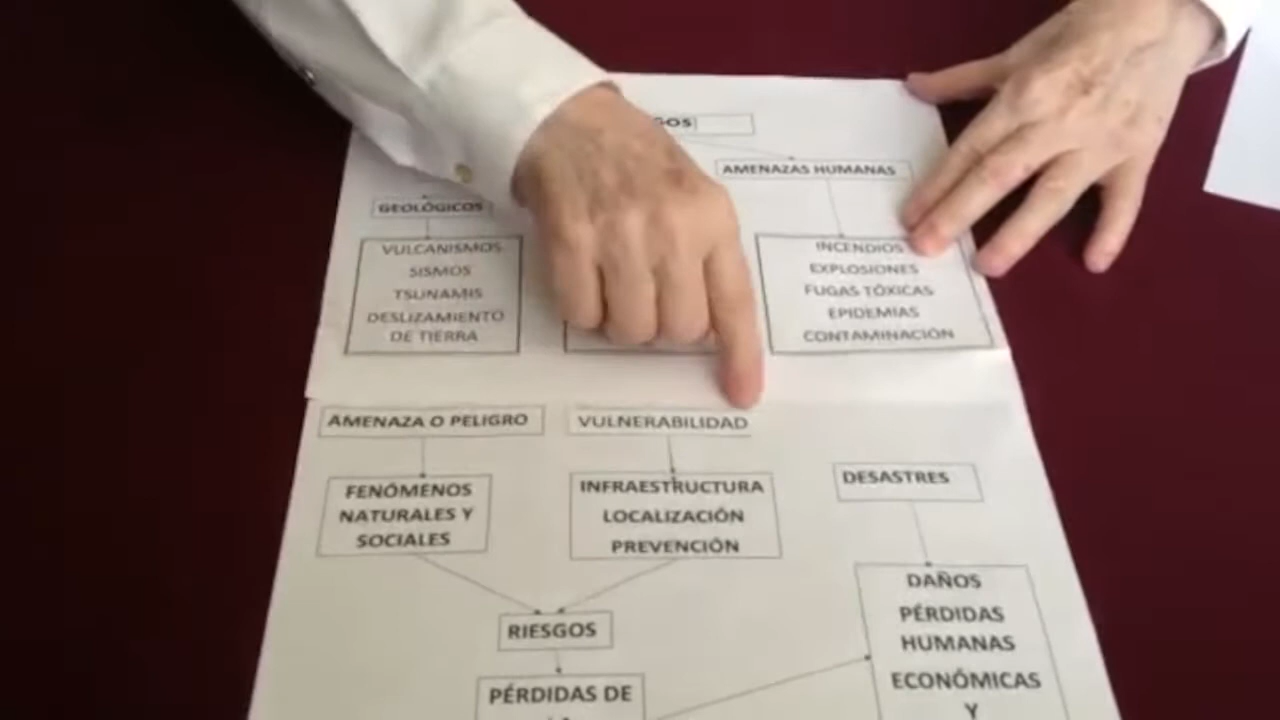 AMENAZAS HUMANAS
GEOLÓGICOS
VULCANISMOS
SISMOS
TSUNAMIS
DESLIZAMIENTO
DE TIERRA
INCENDIOS
EXPLOSIONES
FUGAS TÓXICAS
EPIDEMIAS
CONTAMINACIÓN
AMENAZA O PELIGRO
VULNERABILIDAD
FENÓMENOS
NATURALES Y
SOCIALES
INFRAESTRUCTURA
LOCALIZACIÓN
PREVENCIÓN
DESASTRES
DAÑOS
PÉRDIDAS
HUMANAS
ECONÓMICAS
Y
RIESGOS
PÉRDIDAS DE